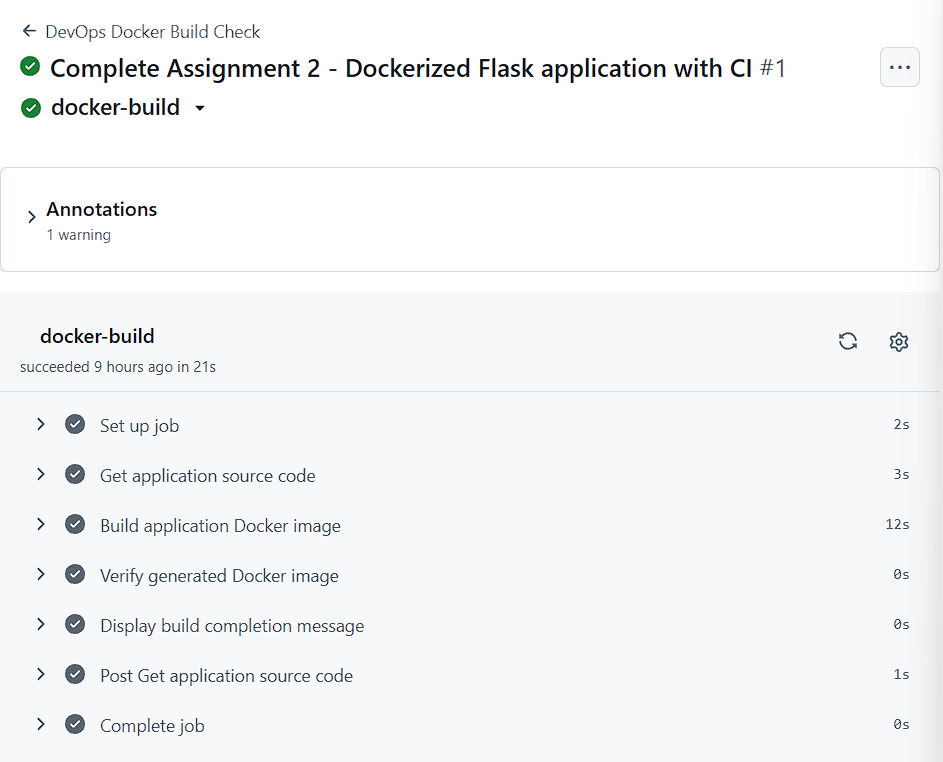 DevOps Docker Build Check
Complete Assignment 2 - Dockerized Flask application with CI #1
docker-build
Annotations
1 warning
docker-build
succeeded 9 hours ago in 21s
Set up job 2s
Get application source code 3s
Build application Docker image 12s
Verify generated Docker image 0s
Display build completion message 0s
Post Get application source code 1s
Complete job 0s